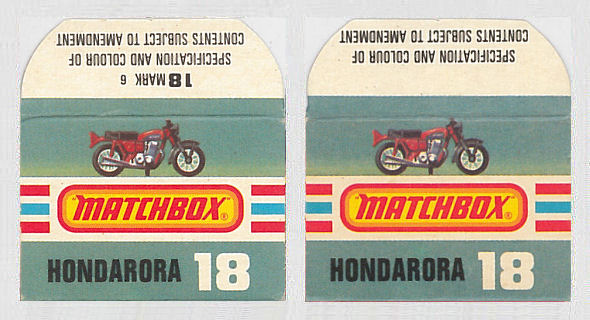 SPECIFICATION AND COLOUR OF
CONTENTS SUBJECT TO AMENDMENT
18 MARK 6
MATCHBOX®
HONDARORA 18
SPECIFICATION AND COLOUR OF
CONTENTS SUBJECT TO AMENDMENT
MATCHBOX®
HONDARORA 18